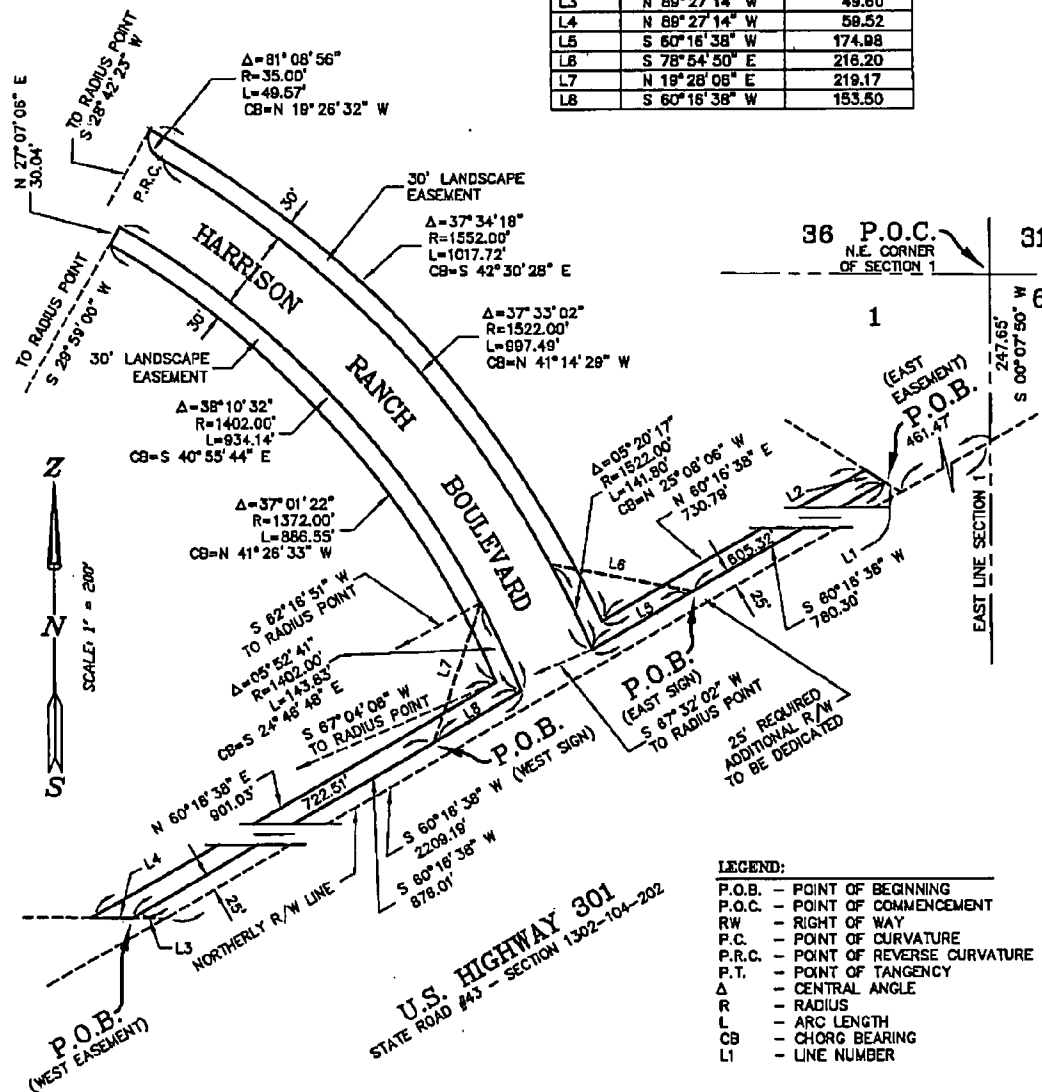 L3 N 89°27'14" W 49.60
L4 N 89°27'14" W 59.52
L5 S 60°16'38" W 174.98
L6 S 78°54'50" E 216.20
L7 N 19°26'06" E 219.17
L8 S 60°16'38" W 153.50
TO RADIUS POINT
S 28°42'23" W
Δ=81°08'56"
R=35.00'
L=49.57'
CB=N 19°26'32" W
N 27°07'06" E
30.04'
P.R.C.
30'
30' LANDSCAPE
EASEMENT
Δ=37°34'18"
R=1552.00'
L=1017.72'
CB=S 42°30'28" E
36 P.O.C. 31
N.E. CORNER
OF SECTION 1
1
6
247.65'
S 00°07'50" W
EAST LINE SECTION 1
HARRISON
RANCH
BOULEVARD
TO RADIUS POINT
S 29°59'00" W
30'
30' LANDSCAPE
EASEMENT
Δ=37°33'02"
R=1522.00'
L=997.49'
CB=N 41°14'29" W
(EAST
EASEMENT)
P.O.B.
461.47'
Δ=38°10'32"
R=1402.00'
L=934.14'
CB=S 40°55'44" E
Δ=05°20'17"
R=1522.00'
L=141.80'
CB=N 25°08'06" W
N 60°16'38" E
730.79'
L2
Δ=37°01'22"
R=1372.00'
L=886.55'
CB=N 41°26'33" W
Z
N
S
SCALE: 1" = 200'
L6
605.32'
L1
L5
25'
S 60°16'38" W
780.30'
S 62°16'51" W
TO RADIUS POINT
Δ=05°52'41"
R=1402.00'
L=143.83'
CB=S 24°46'48" E
L7
S 67°04'08" W
TO RADIUS POINT
L8
P.O.B.
(EAST SIGN)
S 67°32'02" W
TO RADIUS POINT
25' REQUIRED
ADDITIONAL R/W
TO BE DEDICATED
P.O.B.
(WEST SIGN)
N 60°16'38" E
901.03'
722.51'
S 60°16'38" W
2209.19'
S 60°16'38" W
878.01'
L4
25'
L3
NORTHERLY R/W LINE
P.O.B.
(WEST EASEMENT)
U.S. HIGHWAY 301
STATE ROAD #43 - SECTION 1302-104-202
LEGEND:
P.O.B. - POINT OF BEGINNING
P.O.C. - POINT OF COMMENCEMENT
RW - RIGHT OF WAY
P.C. - POINT OF CURVATURE
P.R.C. - POINT OF REVERSE CURVATURE
P.T. - POINT OF TANGENCY
Δ - CENTRAL ANGLE
R - RADIUS
L - ARC LENGTH
CB - CHORG BEARING
L1 - LINE NUMBER